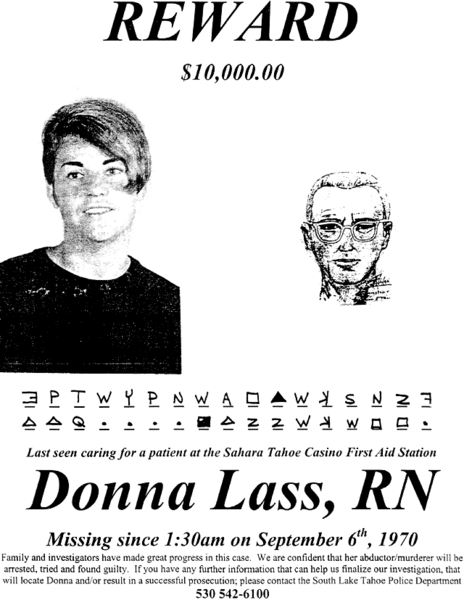 REWARD
$10,000.00
Last seen caring for a patient at the Sahara Tahoe Casino First Aid Station
Donna Lass, RN
Missing since 1:30am on September 6th, 1970
Family and investigators have made great progress in this case. We are confident that her abductor/murderer will be
arrested, tried and found guilty. If you have any further information that can help us finalize our investigation, that
will locate Donna and/or result in a successful prosecution; please contact the South Lake Tahoe Police Department
530 542-6100